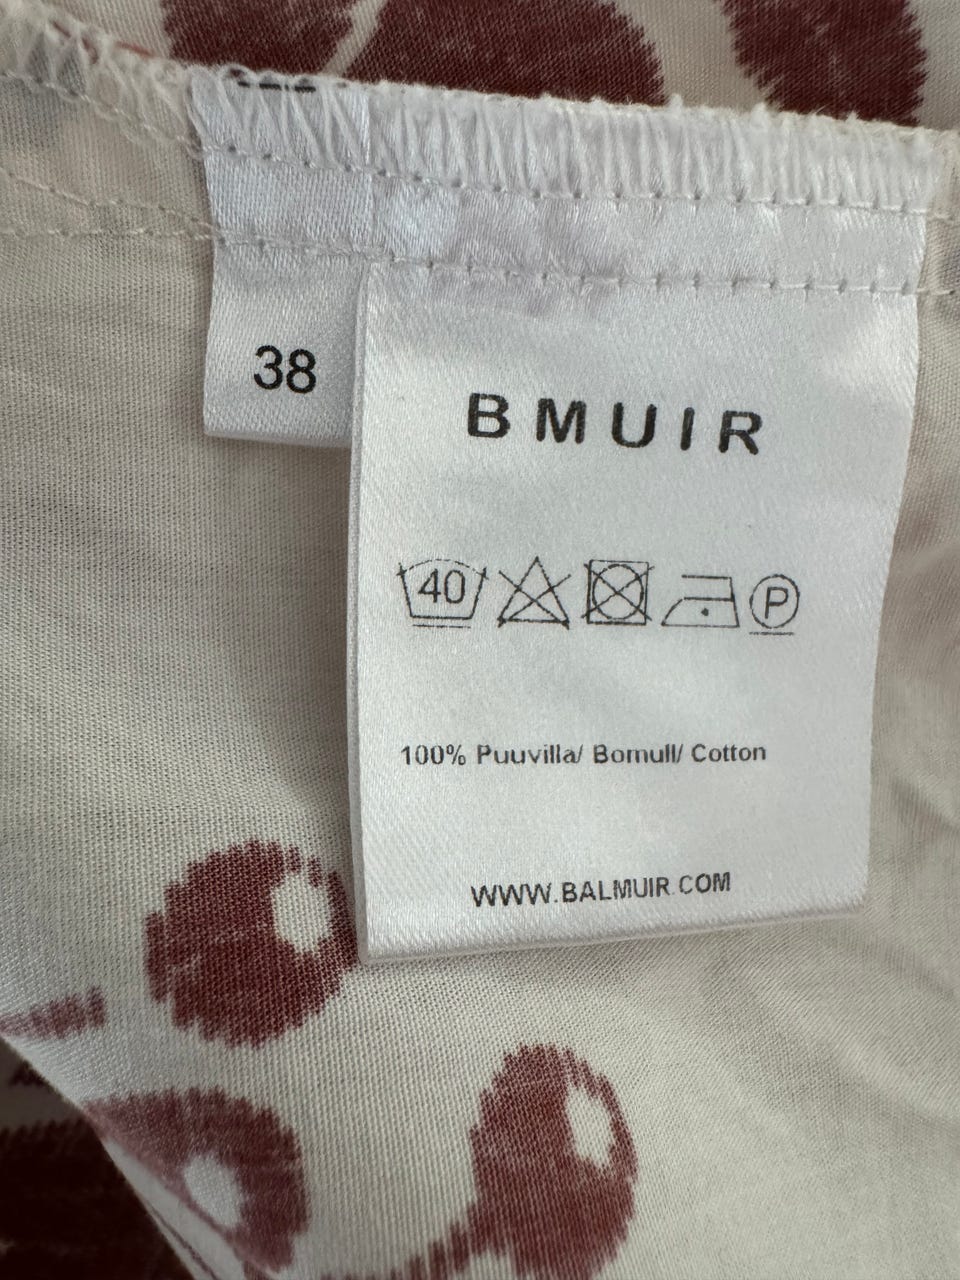 38
BMUIR
40
P
100% Puuvilla/ Bomull/ Cotton
WWW.BALMUIR.COM